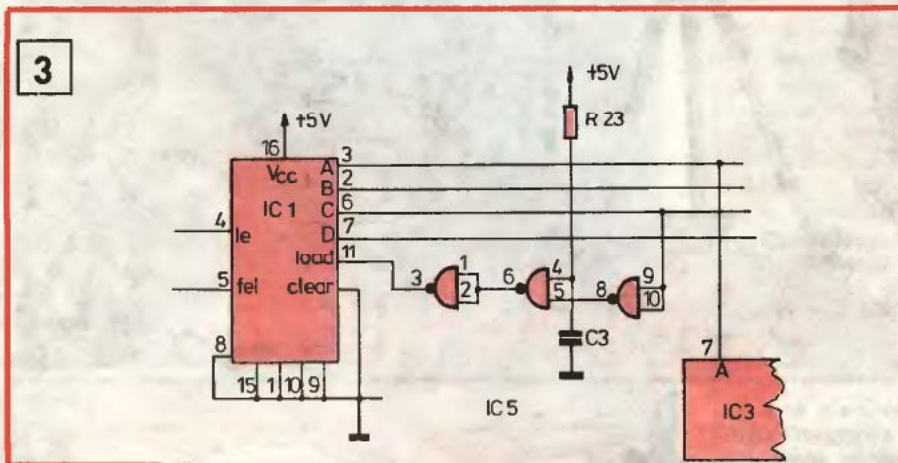 3
+5V
R 23
+5V
16
Vcc
A 3
B 2
IC 1
C 6
D 7
4 le
load 11
5 fel
clear
8
15 1 10 9
3
1
2
6
4
5
8
9
10
C3
IC 5
7
A
IC3